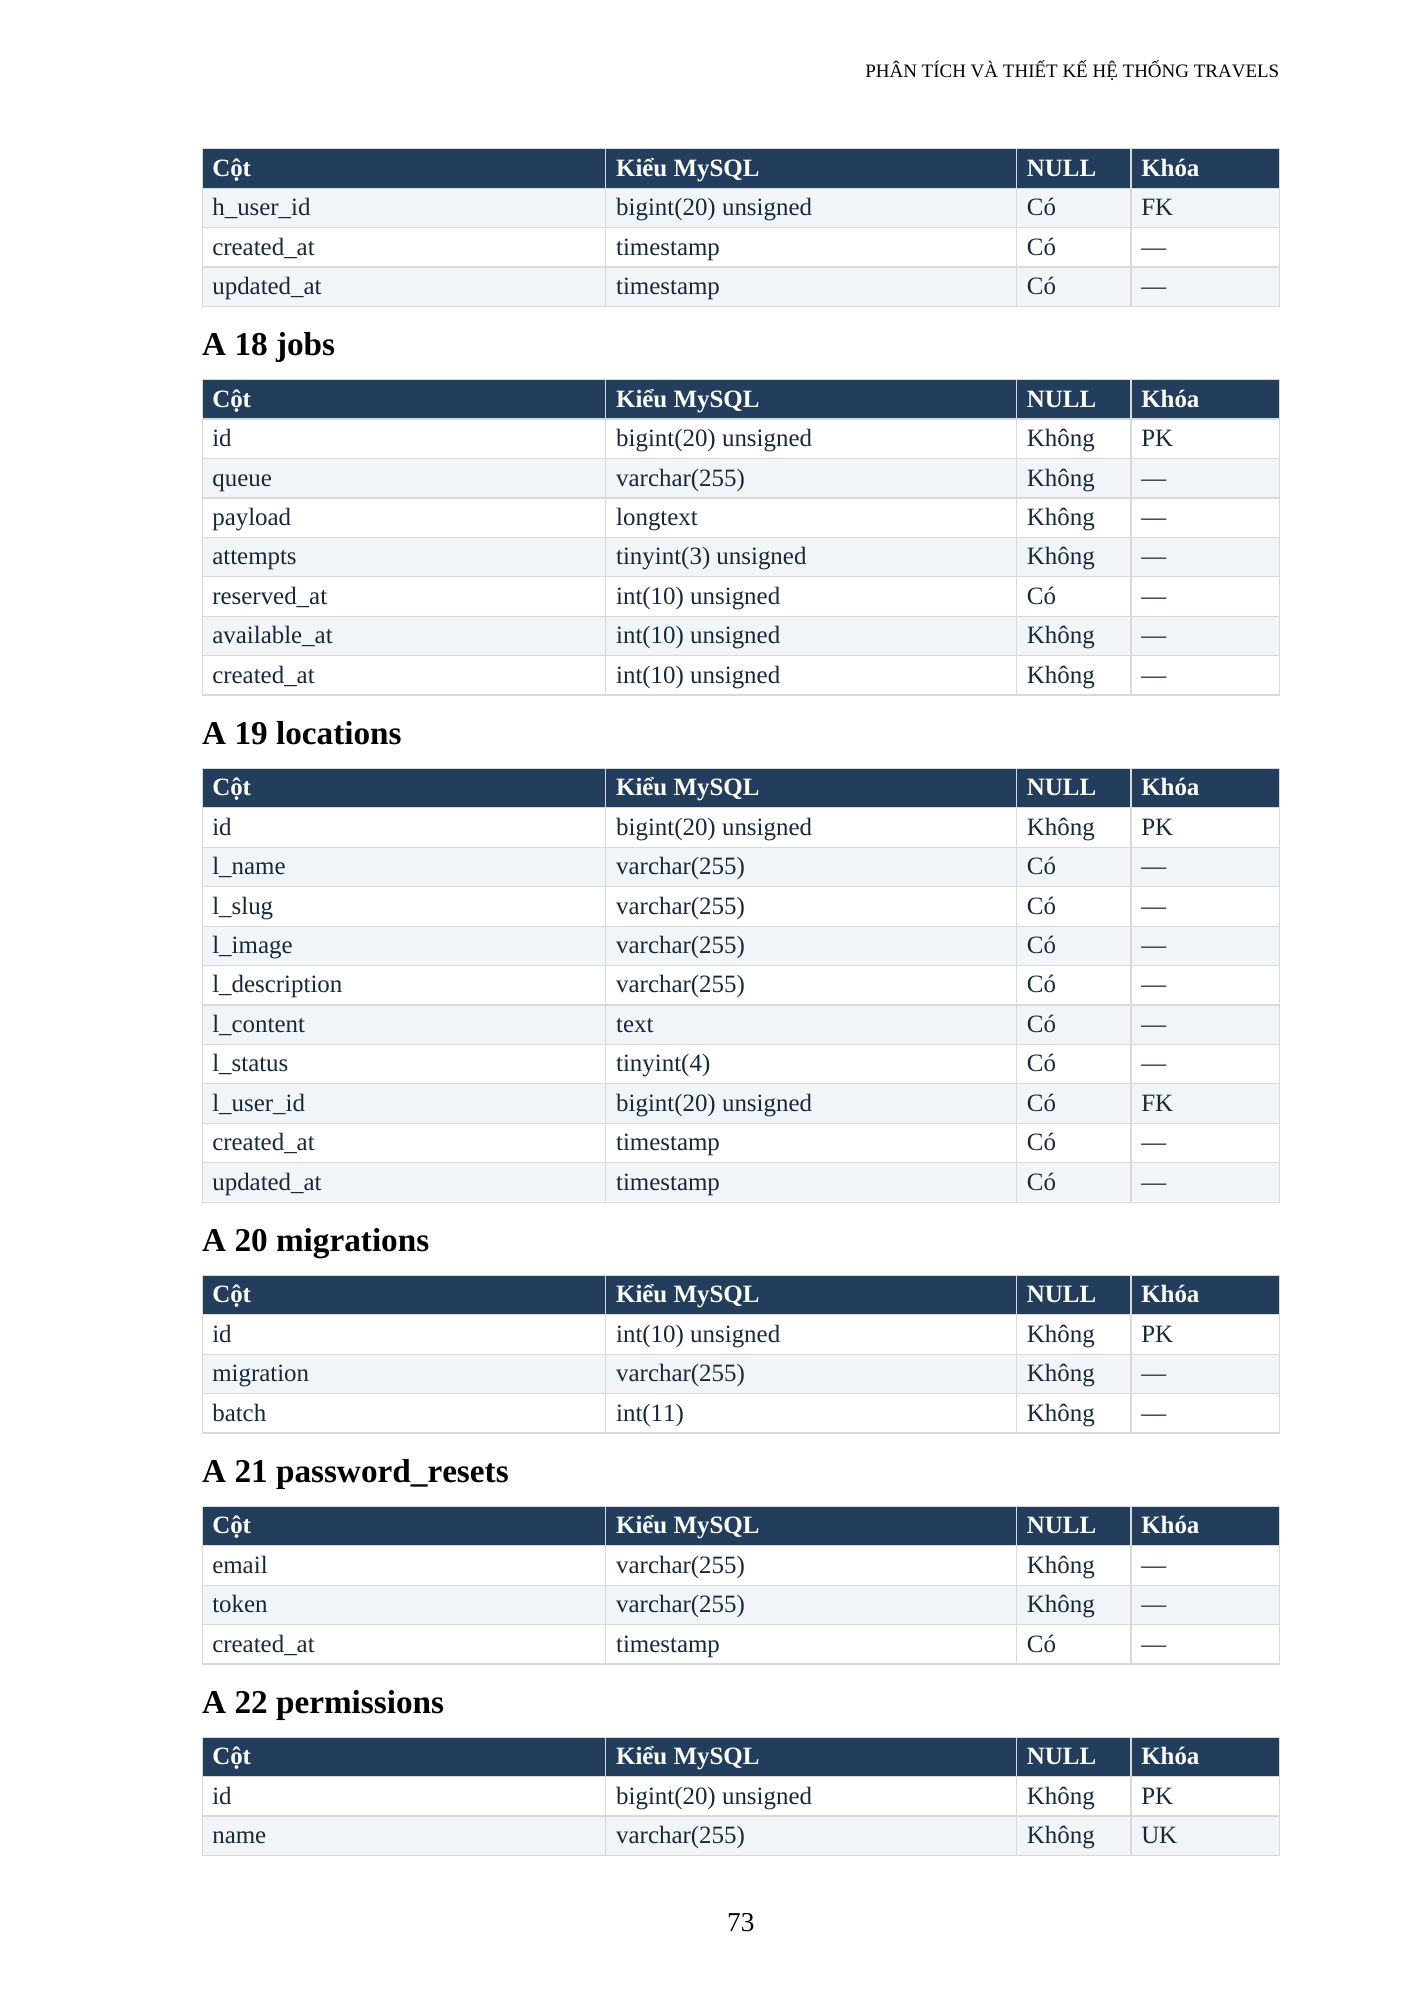 PHÂN TÍCH VÀ THIẾT KẾ HỆ THỐNG TRAVELS
Cột Kiểu MySQL NULL Khóa
h_user_id bigint(20) unsigned Có FK
created_at timestamp Có —
updated_at timestamp Có —
A 18 jobs
Cột Kiểu MySQL NULL Khóa
id bigint(20) unsigned Không PK
queue varchar(255) Không —
payload longtext Không —
attempts tinyint(3) unsigned Không —
reserved_at int(10) unsigned Có —
available_at int(10) unsigned Không —
created_at int(10) unsigned Không —
A 19 locations
Cột Kiểu MySQL NULL Khóa
id bigint(20) unsigned Không PK
l_name varchar(255) Có —
l_slug varchar(255) Có —
l_image varchar(255) Có —
l_description varchar(255) Có —
l_content text Có —
l_status tinyint(4) Có —
l_user_id bigint(20) unsigned Có FK
created_at timestamp Có —
updated_at timestamp Có —
A 20 migrations
Cột Kiểu MySQL NULL Khóa
id int(10) unsigned Không PK
migration varchar(255) Không —
batch int(11) Không —
A 21 password_resets
Cột Kiểu MySQL NULL Khóa
email varchar(255) Không —
token varchar(255) Không —
created_at timestamp Có —
A 22 permissions
Cột Kiểu MySQL NULL Khóa
id bigint(20) unsigned Không PK
name varchar(255) Không UK
73